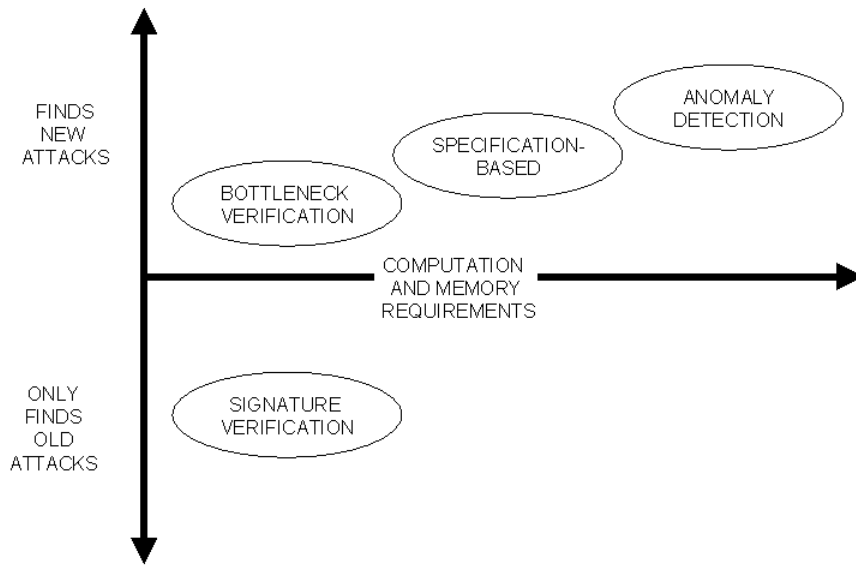 FINDS
NEW
ATTACKS
ANOMALY
DETECTION
SPECIFICATION-
BASED
BOTTLENECK
VERIFICATION
COMPUTATION
AND MEMORY
REQUIREMENTS
ONLY
FINDS
OLD
ATTACKS
SIGNATURE
VERIFICATION